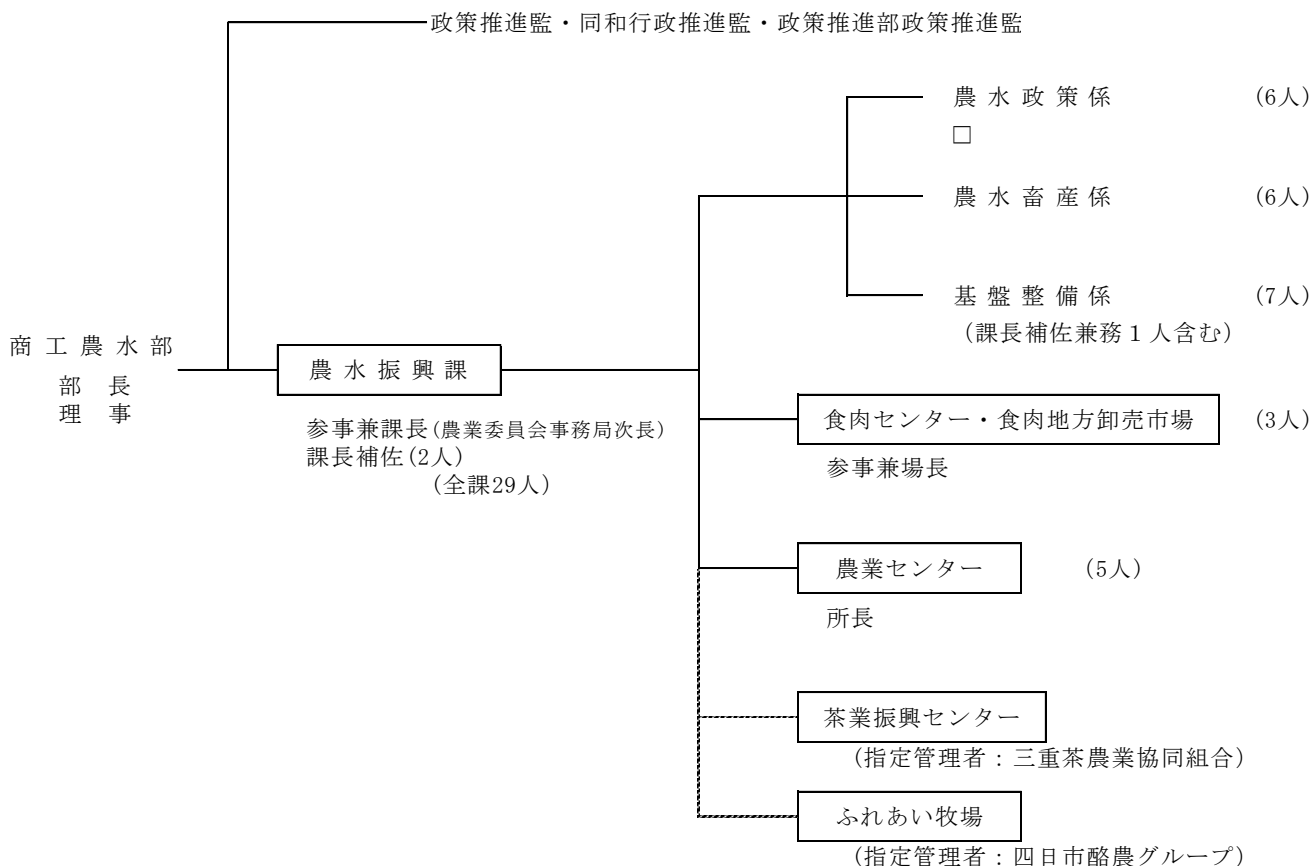 政策推進監・同和行政推進監・政策推進部政策推進監
農水政策係 (6人)
□
農水畜産係 (6人)
基盤整備係 (7人)
(課長補佐兼務1人含む)
商工農水部
部長
理事
農水振興課
参事兼課長(農業委員会事務局次長)
課長補佐(2人)
(全課29人)
食肉センター・食肉地方卸売市場 (3人)
参事兼場長
農業センター (5人)
所長
茶業振興センター
(指定管理者:三重茶農業協同組合)
ふれあい牧場
(指定管理者:四日市酪農グループ)